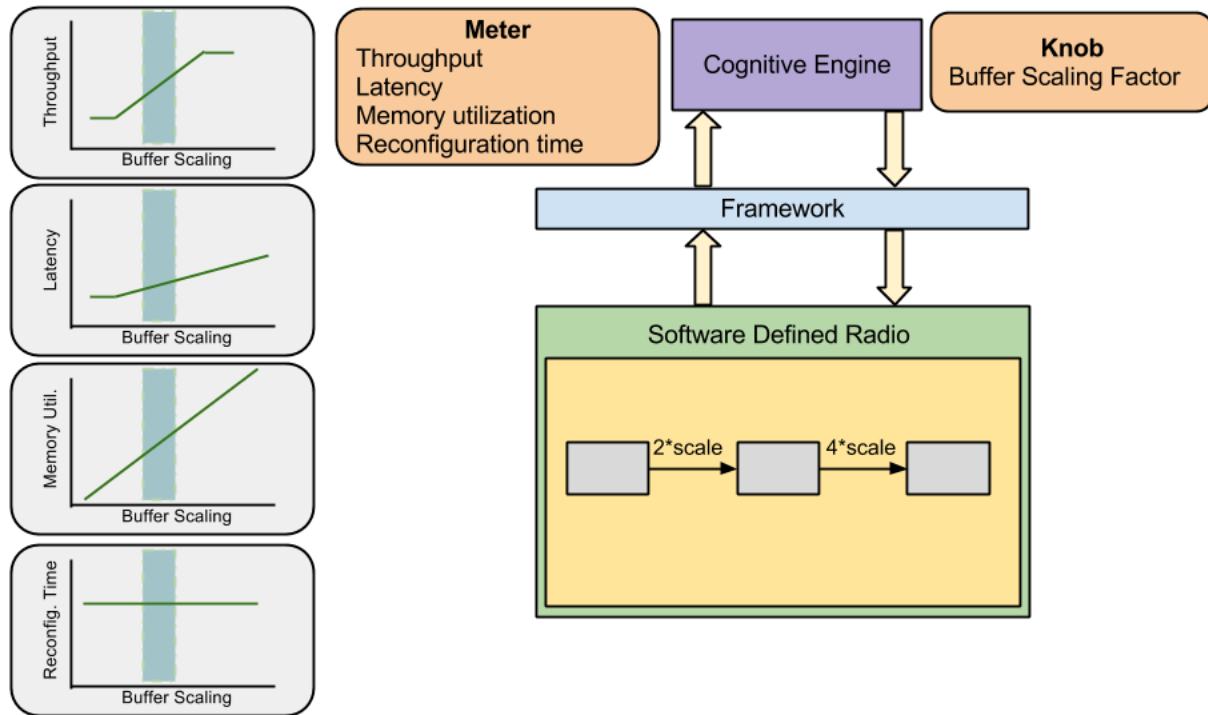 Throughput
Buffer Scaling
Latency
Buffer Scaling
Memory Util.
Buffer Scaling
Reconfig. Time
Buffer Scaling
Meter
Throughput
Latency
Memory utilization
Reconfiguration time
Cognitive Engine
Knob
Buffer Scaling Factor
Framework
Software Defined Radio
2*scale
4*scale